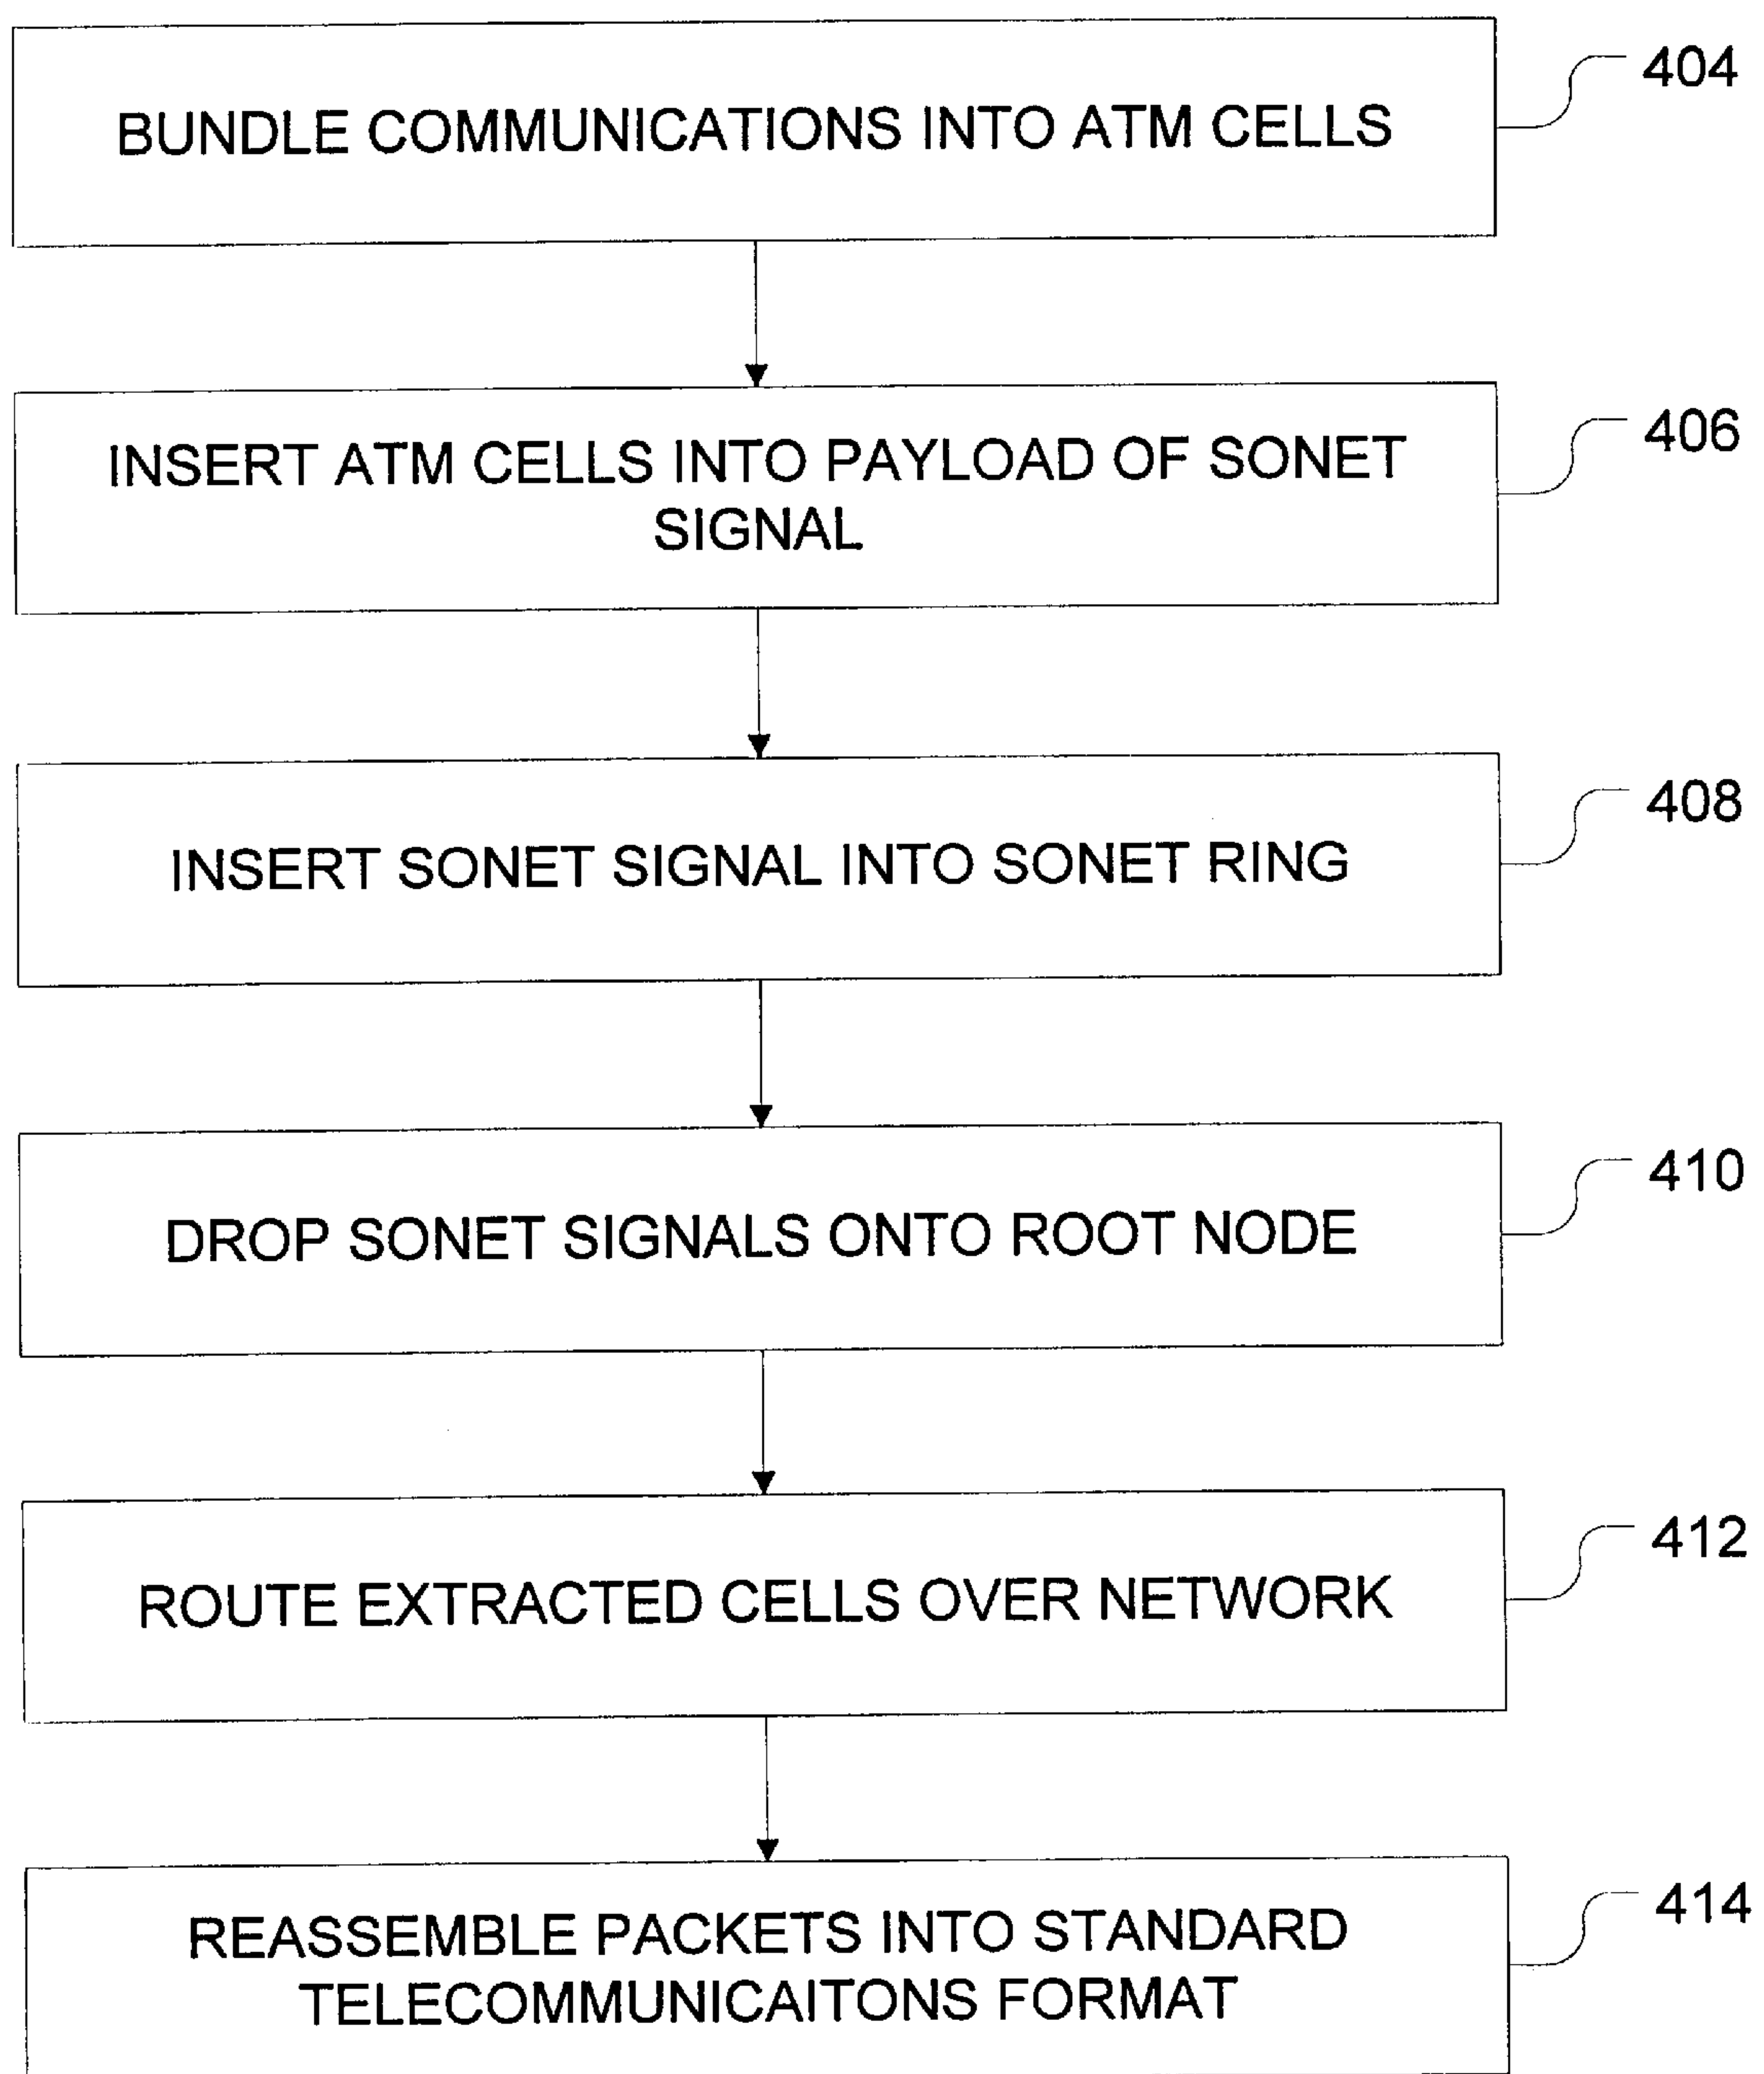 404
BUNDLE COMMUNICATIONS INTO ATM CELLS
406
INSERT ATM CELLS INTO PAYLOAD OF SONET
SIGNAL
408
INSERT SONET SIGNAL INTO SONET RING
410
DROP SONET SIGNALS ONTO ROOT NODE
412
ROUTE EXTRACTED CELLS OVER NETWORK
414
REASSEMBLE PACKETS INTO STANDARD
TELECOMMUNICAITONS FORMAT